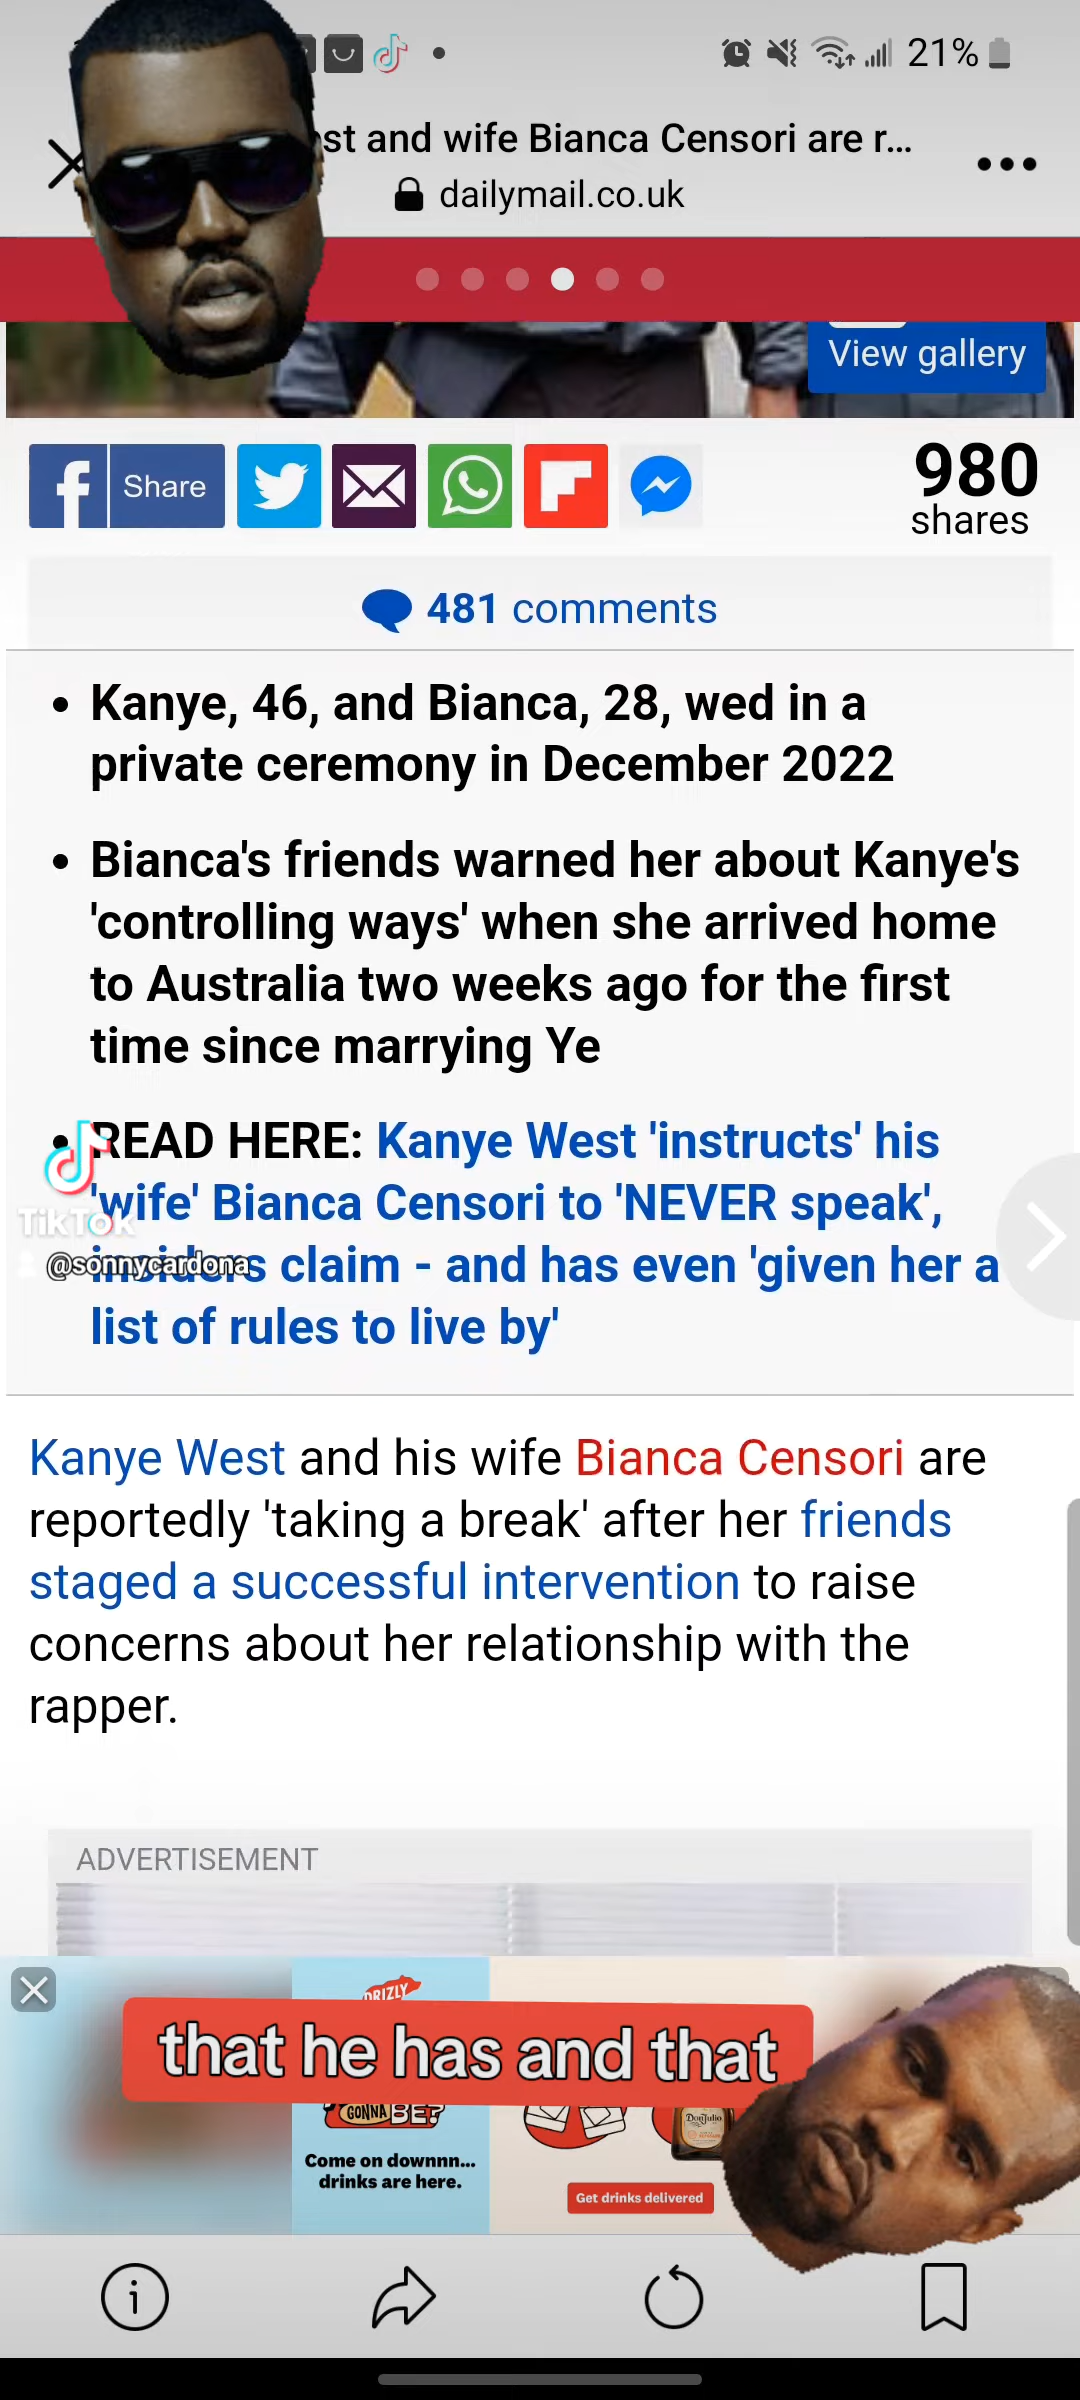 21%
st and wife Bianca Censori are r...
dailymail.co.uk
View gallery
f Share
980
shares
481 comments
• Kanye, 46, and Bianca, 28, wed in a
private ceremony in December 2022
• Bianca's friends warned her about Kanye's
'controlling ways' when she arrived home
to Australia two weeks ago for the first
time since marrying Ye
• READ HERE: Kanye West 'instructs' his
'wife' Bianca Censori to 'NEVER speak',
insiders claim - and has even 'given her a
list of rules to live by'
TikTok
@sonnycardona
Kanye West and his wife Bianca Censori are
reportedly 'taking a break' after her friends
staged a successful intervention to raise
concerns about her relationship with the
rapper.
ADVERTISEMENT
DRIZLY
that he has and that
GONNA BE?
DonJulio
Come on downnn...
drinks are here.
Get drinks delivered